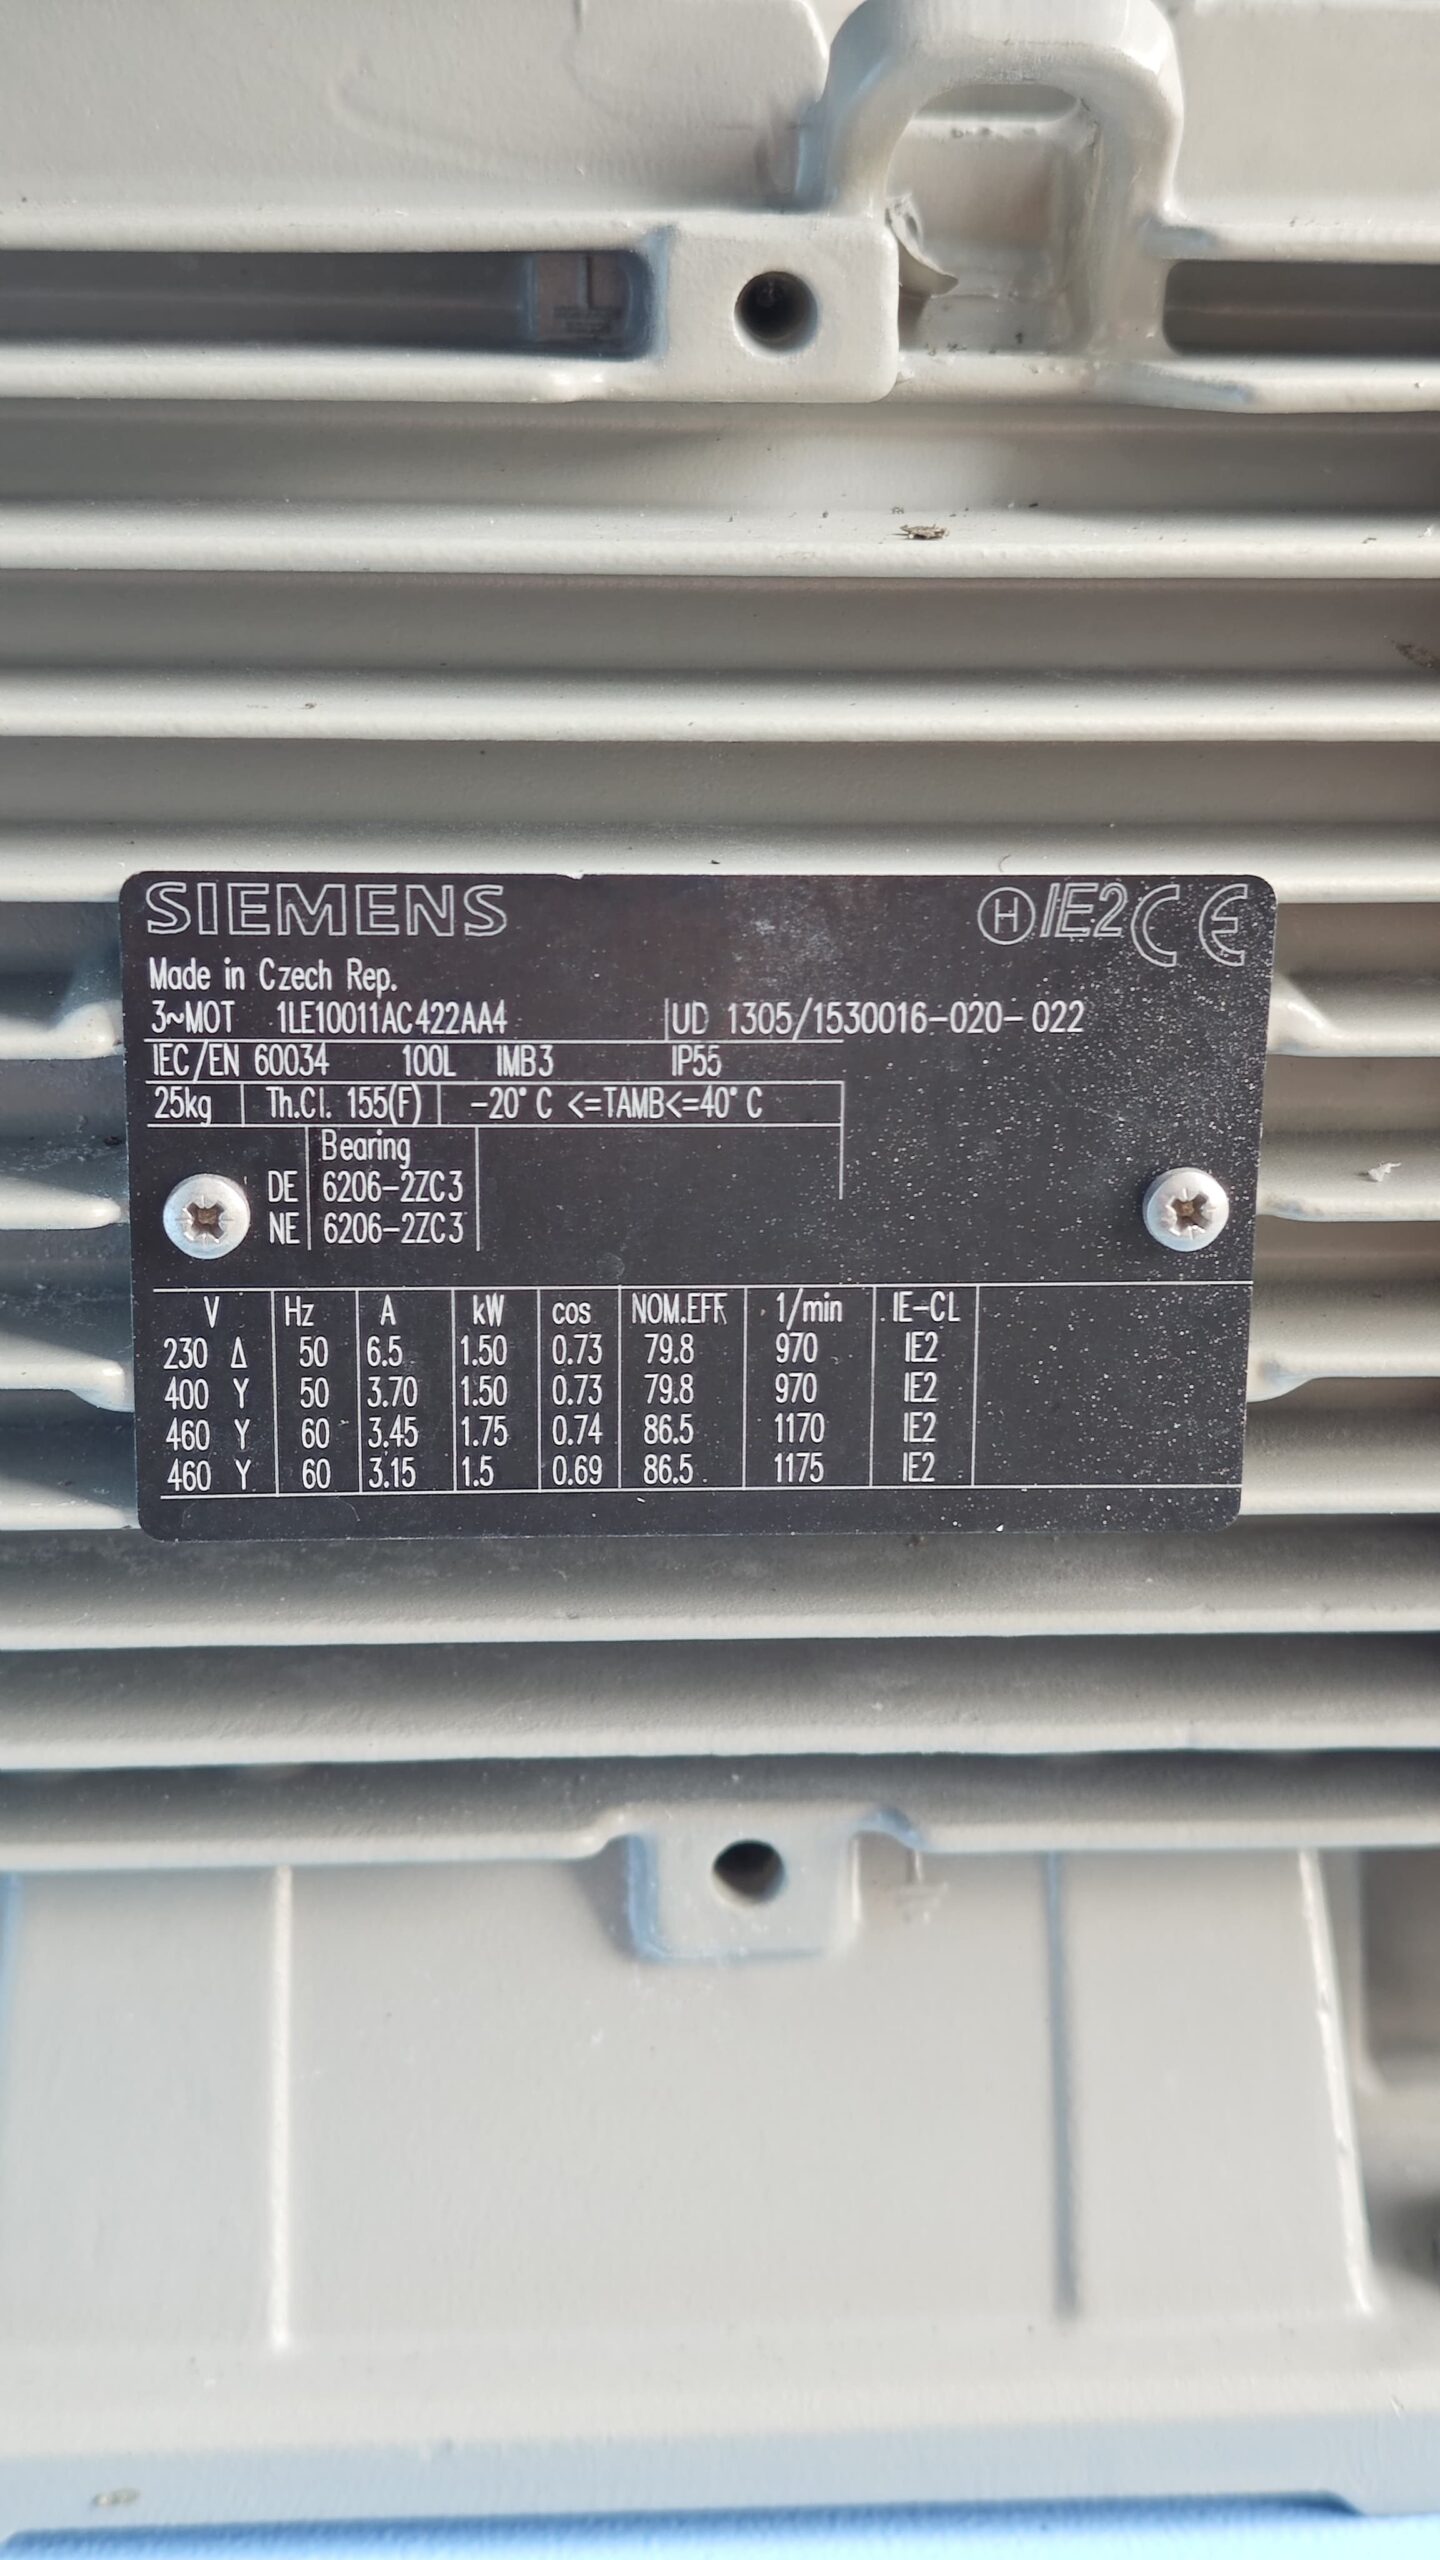 SIEMENS
H IE2 CE
Made in Czech Rep.
3~MOT 1LE10011AC422AA4 UD 1305/1530016-020-022
IEC/EN 60034 100L IMB3 IP55
25kg Th.Cl. 155(F) -20°C <=TAMB<=40°C
Bearing
DE 6206-2ZC3
NE 6206-2ZC3
V Hz A kW cos NOM.EFF 1/min IE-CL
230 Δ 50 6.5 1.50 0.73 79.8 970 IE2
400 Y 50 3.70 1.50 0.73 79.8 970 IE2
460 Y 60 3.45 1.75 0.74 86.5 1170 IE2
460 Y 60 3.15 1.5 0.69 86.5 1175 IE2